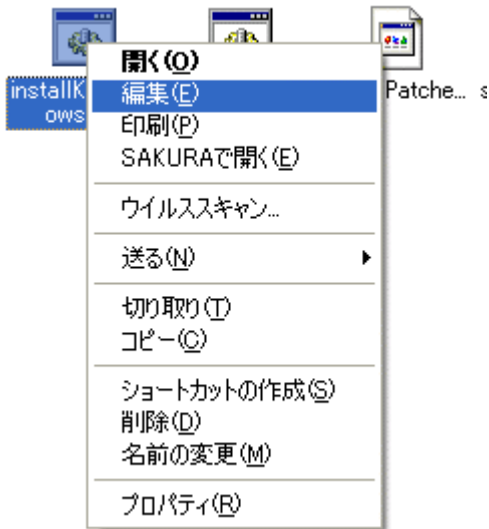 installK
ows
Patche...
s
開く(O)
編集(E)
印刷(P)
SAKURAで開く(E)
ウイルススキャン...
送る(N)
切り取り(T)
コピー(C)
ショートカットの作成(S)
削除(D)
名前の変更(M)
プロパティ(R)